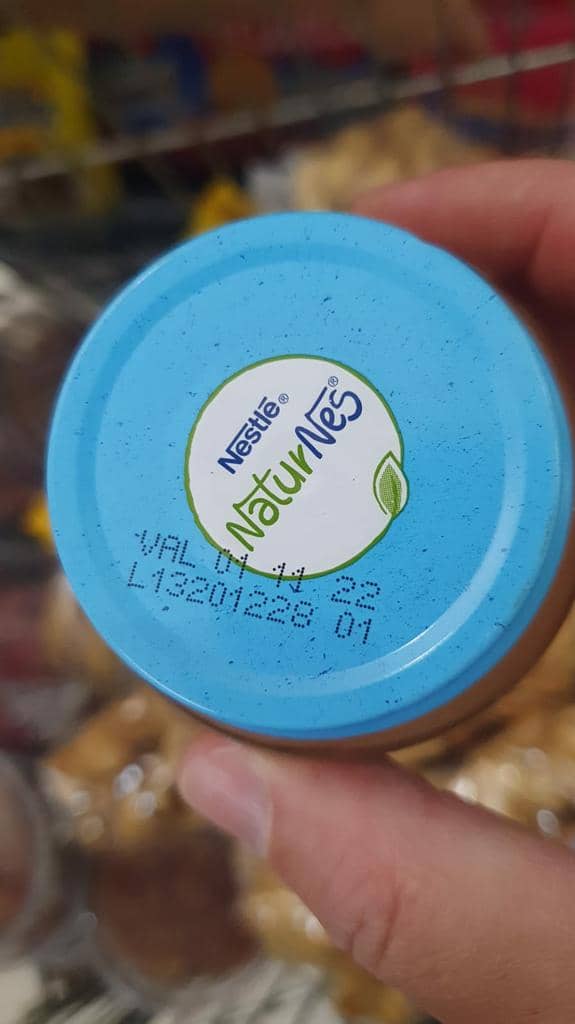 Nestlé®
NaturNes®
VAL 01 11 22
L13201228 01